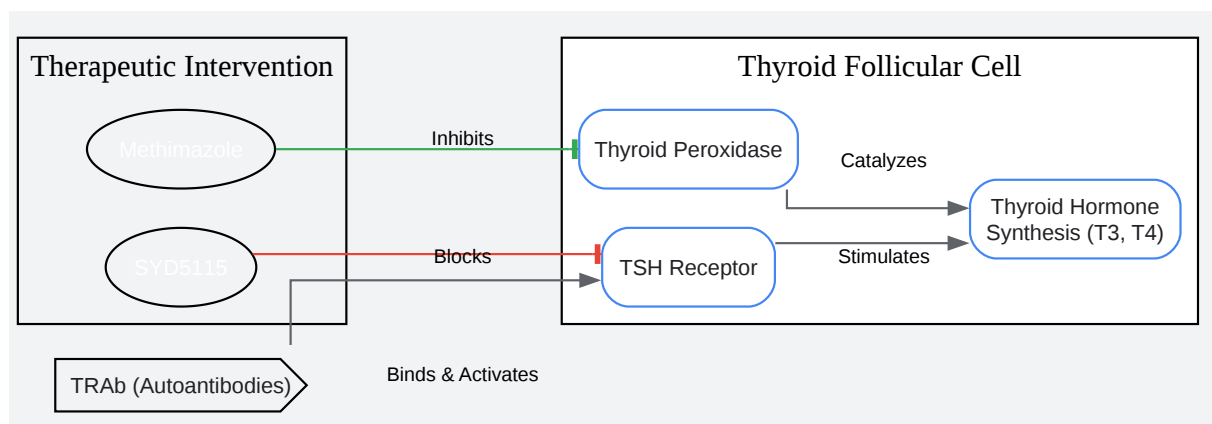 Therapeutic Intervention
Thyroid Follicular Cell
Methimazole
Inhibits
Thyroid Peroxidase
Catalyzes
Thyroid Hormone
Synthesis (T3, T4)
SYD5115
Blocks
TSH Receptor
Stimulates
TRAb (Autoantibodies)
Binds & Activates